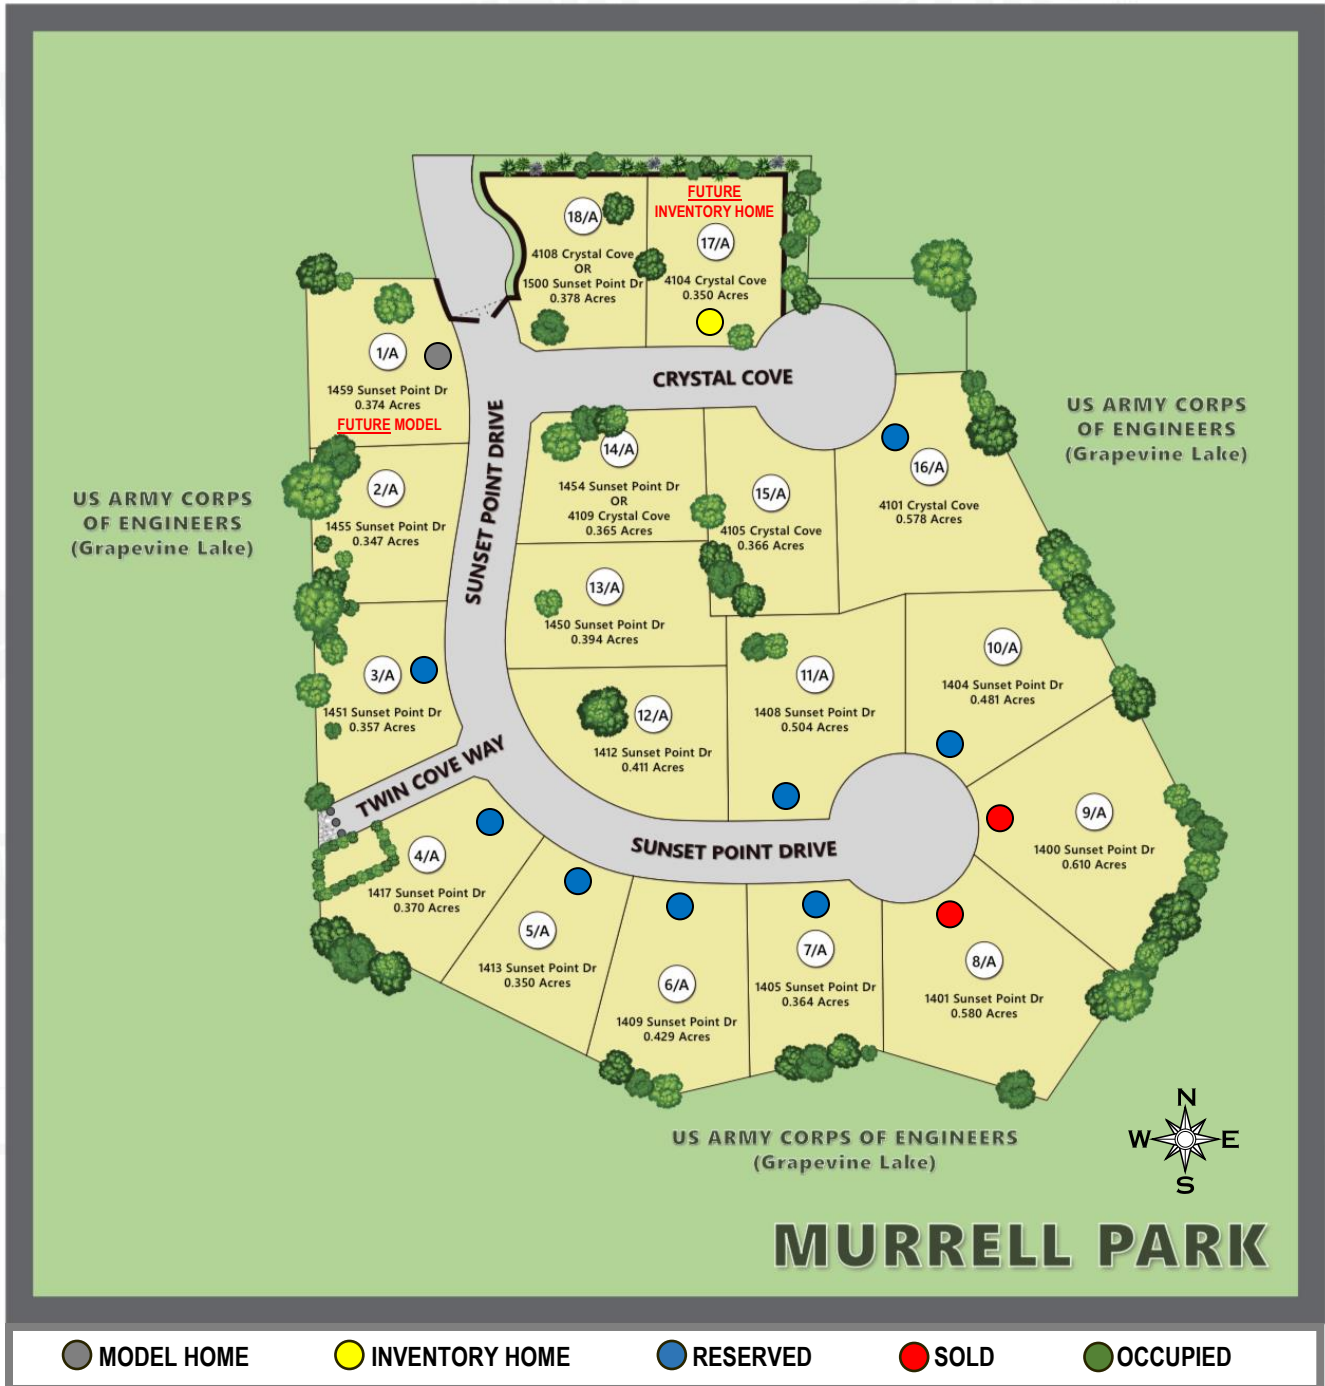 FUTURE
INVENTORY HOME
18/A
4108 Crystal Cove
OR
1500 Sunset Point Dr
0.378 Acres
17/A
4104 Crystal Cove
0.350 Acres
1/A
1459 Sunset Point Dr
0.374 Acres
FUTURE MODEL
CRYSTAL COVE
SUNSET POINT DRIVE
US ARMY CORPS
OF ENGINEERS
(Grapevine Lake)
2/A
1455 Sunset Point Dr
0.347 Acres
14/A
1454 Sunset Point Dr
OR
4109 Crystal Cove
0.365 Acres
15/A
4105 Crystal Cove
0.366 Acres
16/A
4101 Crystal Cove
0.578 Acres
US ARMY CORPS
OF ENGINEERS
(Grapevine Lake)
13/A
1450 Sunset Point Dr
0.394 Acres
3/A
1451 Sunset Point Dr
0.357 Acres
12/A
1412 Sunset Point Dr
0.411 Acres
11/A
1408 Sunset Point Dr
0.504 Acres
10/A
1404 Sunset Point Dr
0.481 Acres
TWIN COVE WAY
SUNSET POINT DRIVE
9/A
1400 Sunset Point Dr
0.610 Acres
4/A
1417 Sunset Point Dr
0.370 Acres
5/A
1413 Sunset Point Dr
0.350 Acres
6/A
1409 Sunset Point Dr
0.429 Acres
7/A
1405 Sunset Point Dr
0.364 Acres
8/A
1401 Sunset Point Dr
0.580 Acres
US ARMY CORPS OF ENGINEERS
(Grapevine Lake)
N
W E
S
MURRELL PARK
MODEL HOME INVENTORY HOME RESERVED SOLD OCCUPIED